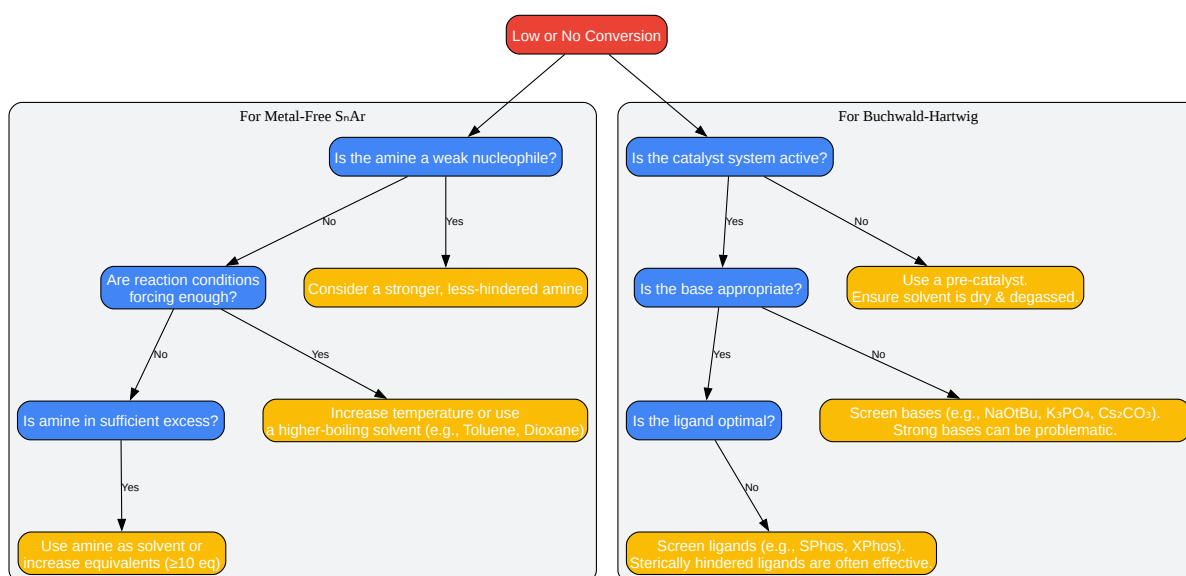 Low or No Conversion
For Metal-Free SₙAr
For Buchwald-Hartwig
Is the amine a weak nucleophile?
Is the catalyst system active?
No
Yes
Yes
No
Are reaction conditions
forcing enough?
Consider a stronger, less-hindered amine
Is the base appropriate?
Use a pre-catalyst.
Ensure solvent is dry & degassed.
No
Yes
Yes
No
Is amine in sufficient excess?
Increase temperature or use
a higher-boiling solvent (e.g., Toluene, Dioxane)
Is the ligand optimal?
Screen bases (e.g., NaOtBu, K₃PO₄, Cs₂CO₃).
Strong bases can be problematic.
Yes
No
Use amine as solvent or
increase equivalents (≥10 eq)
Screen ligands (e.g., SPhos, XPhos).
Sterically hindered ligands are often effective.